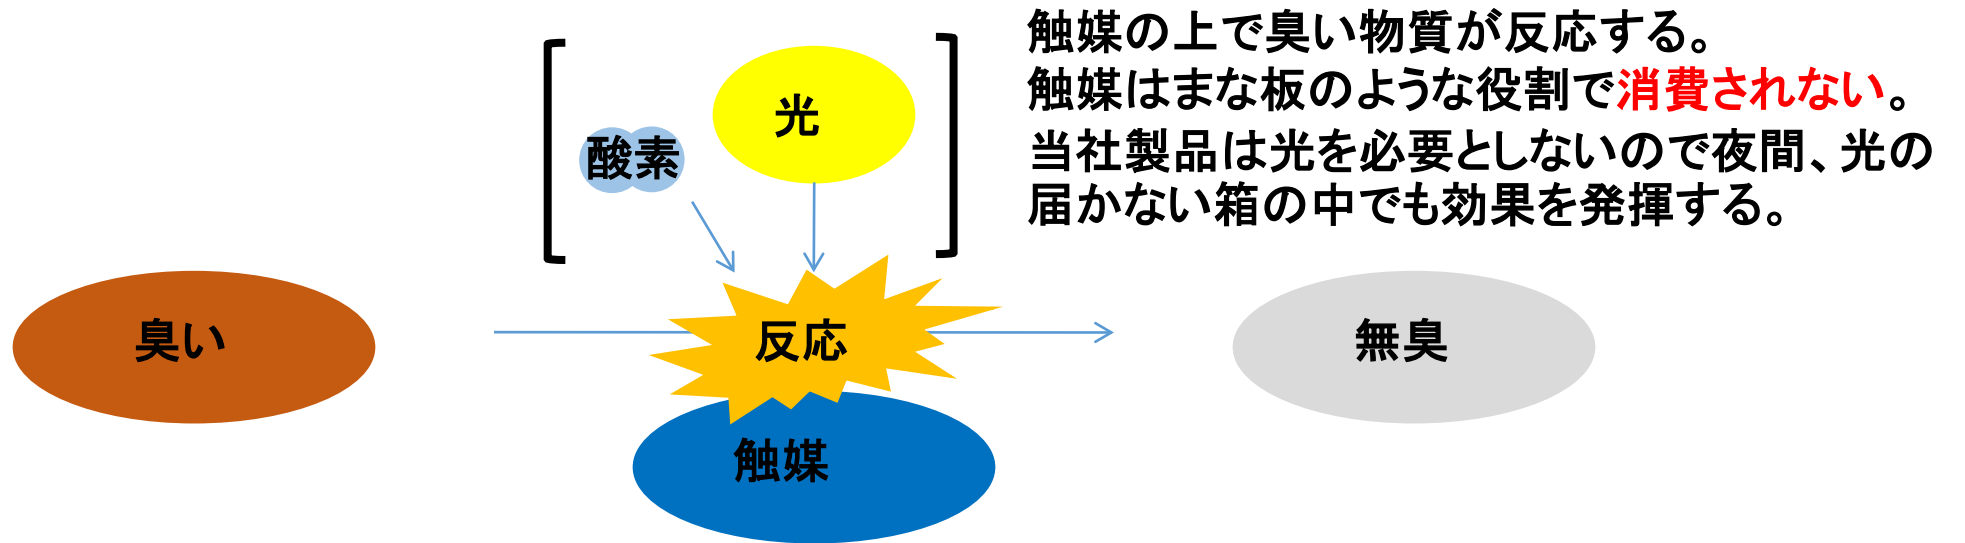 触媒の上で臭い物質が反応する。
触媒はまな板のような役割で消費されない。
当社製品は光を必要としないので夜間、光の
届かない箱の中でも効果を発揮する。
光
酸素
臭い
反応
無臭
触媒